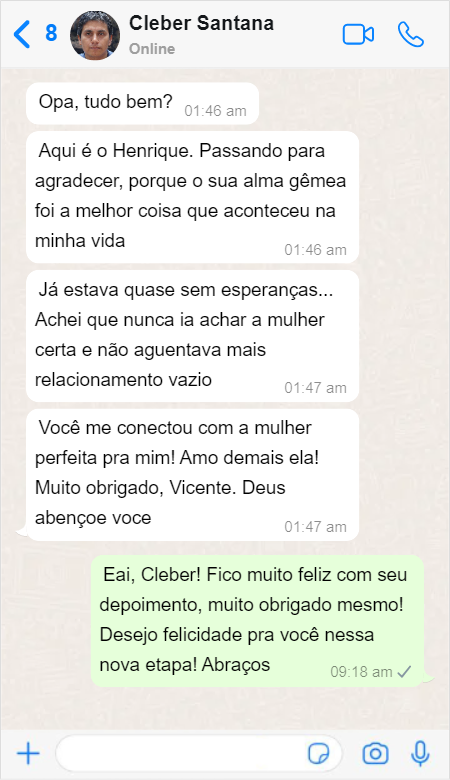 8
Cleber Santana
Online
Opa, tudo bem?
01:46 am
Aqui é o Henrique. Passando para
agradecer, porque o sua alma gêmea
foi a melhor coisa que aconteceu na
minha vida
01:46 am
Já estava quase sem esperanças...
Achei que nunca ia achar a mulher
certa e não aguentava mais
relacionamento vazio
01:47 am
Você me conectou com a mulher
perfeita pra mim! Amo demais ela!
Muito obrigado, Vicente. Deus
abençoe voce
01:47 am
Eai, Cleber! Fico muito feliz com seu
depoimento, muito obrigado mesmo!
Desejo felicidade pra você nessa
nova etapa! Abraços
09:18 am